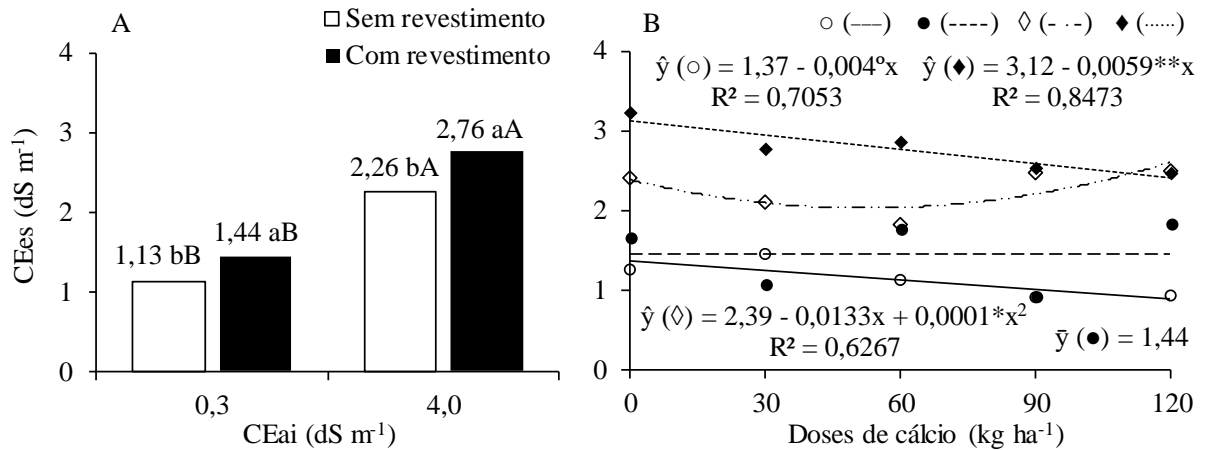 A
Sem revestimento
Com revestimento
4
3
2
1
0
CEes (dS m⁻¹)
1,13 bB
1,44 aB
2,26 bA
2,76 aA
0,3
4,0
CEai (dS m⁻¹)
B
○ (–––) ● (-----) ◊ (- · ·) ♦ (......)
ŷ (○) = 1,37 - 0,004ºx
R² = 0,7053
ŷ (♦) = 3,12 - 0,0059**x
R² = 0,8473
ŷ (◊) = 2,39 - 0,0133x + 0,0001*x²
R² = 0,6267
ȳ (●) = 1,44
4
3
2
1
0
0 30 60 90 120
Doses de cálcio (kg ha⁻¹)